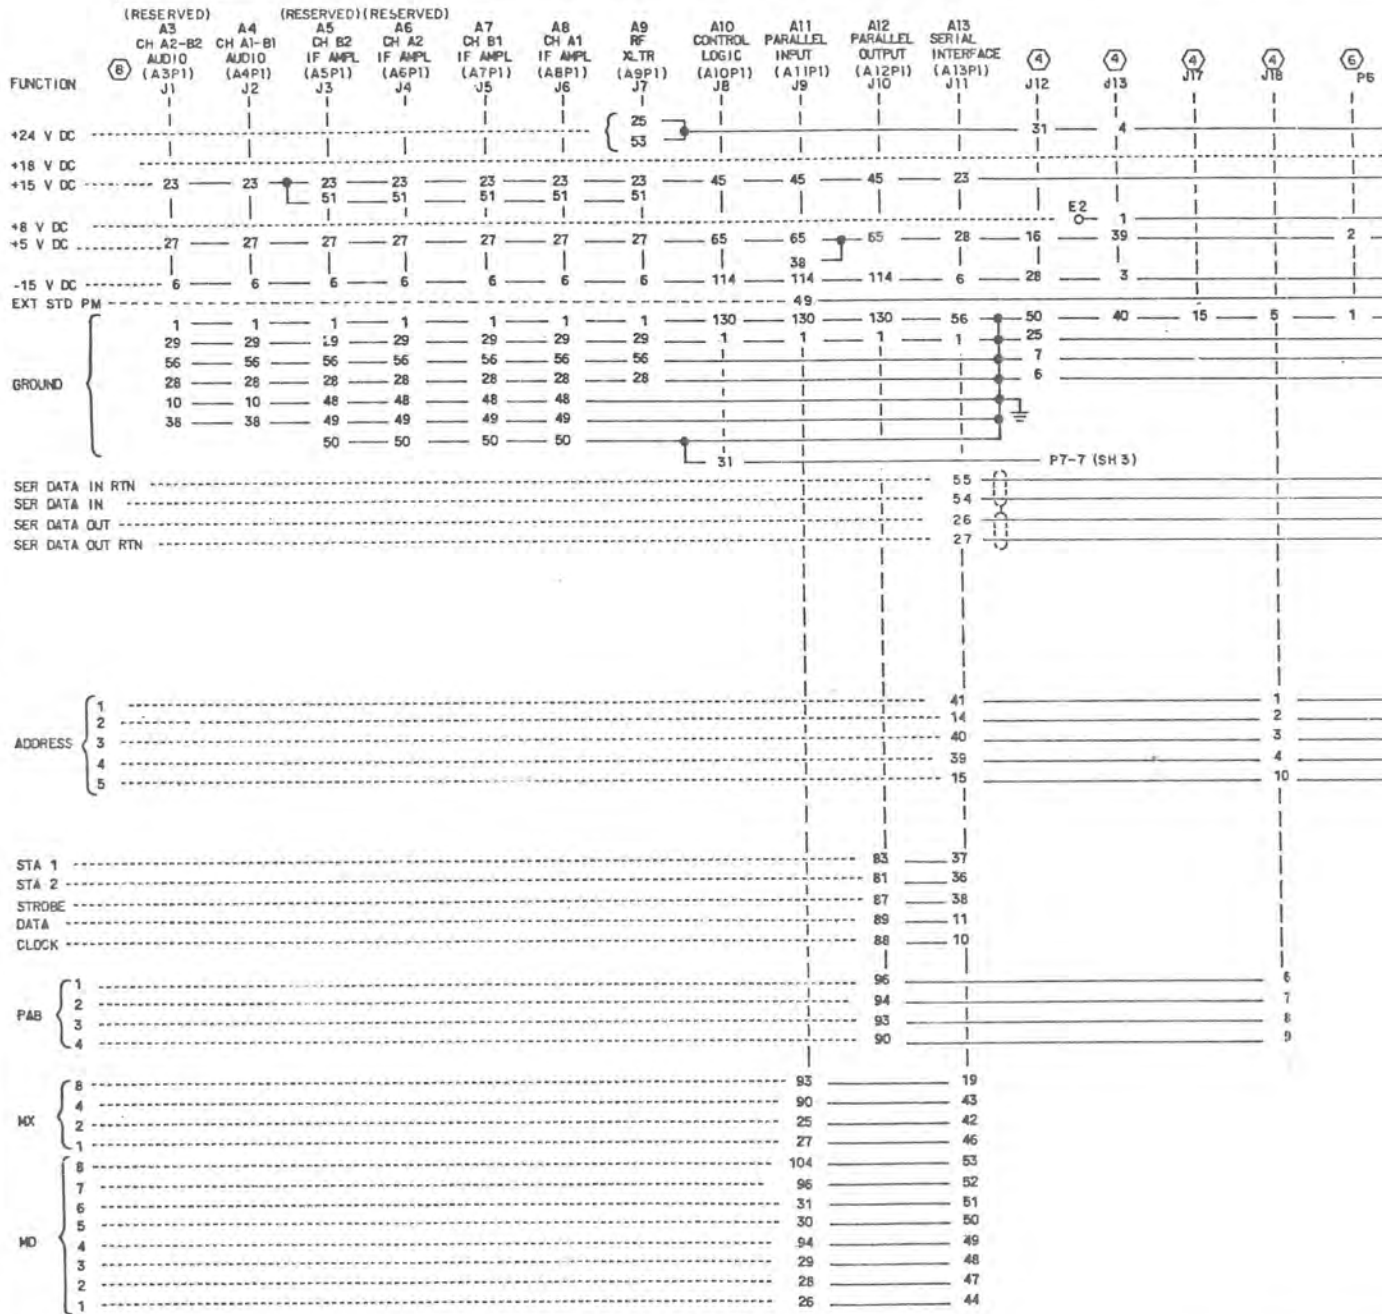 (RESERVED) (RESERVED) (RESERVED)
A3 A4 A5 A6 A7 A8 A9 A10 A11 A12 A13
CH A2-B2 CH A1-B1 CH B2 CH A2 CH B1 CH A1 RF CONTROL PARALLEL PARALLEL SERIAL
AUDIO AUDIO IF AMPL IF AMPL IF AMPL IF AMPL XLTR LOGIC INPUT OUTPUT INTERFACE
8 (A3P1) (A4P1) (A5P1) (A6P1) (A7P1) (A8P1) (A9P1) (A10P1) (A11P1) (A12P1) (A13P1) 4 4 4 4 6
FUNCTION J1 J2 J3 J4 J5 J6 J7 J8 J9 J10 J11 J12 J13 J17 J18 P6
25
+24 V DC 31 4
53
+18 V DC
+15 V DC 23 23 23 23 23 23 23 45 45 45 23
51 51 51 51 51
E2
+8 V DC 1
+5 V DC 27 27 27 27 27 27 27 65 65 65 28 16 39 2
38
-15 V DC 6 6 6 6 6 6 6 114 114 114 6 28 3
EXT STD PM 49
1 1 1 1 1 1 1 130 130 130 56 50 40 15 5 1
29 29 29 29 29 29 29 1 1 1 1 25
56 56 56 56 56 56 56 7
GROUND 28 28 28 28 28 28 28 6
10 10 48 48 48 48
38 38 49 49 49 49
50 50 50 50
31 P7-7 (SH 3)
SER DATA IN RTN 55
SER DATA IN 54
SER DATA OUT 26
SER DATA OUT RTN 27
1 41 1
2 14 2
ADDRESS 3 40 3
4 39 4
5 15 10
STA 1 83 37
STA 2 81 36
STROBE 87 38
DATA 89 11
CLOCK 88 10
1 96 6
2 94 7
PAB 3 93 8
4 90 9
8 93 19
4 90 43
MX 2 25 42
1 27 46
8 104 53
7 96 52
6 31 51
5 30 50
MD 4 94 49
3 29 48
2 28 47
1 26 44